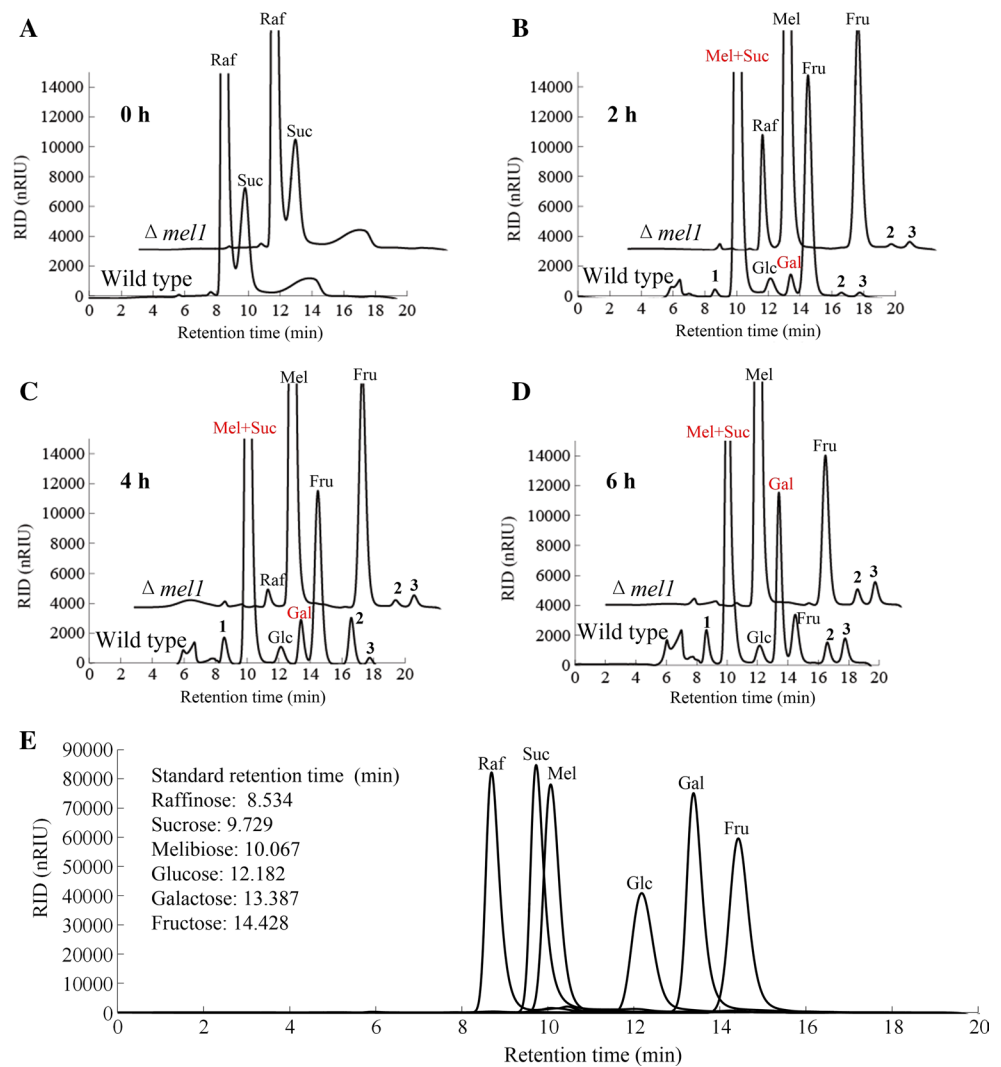 A
Raf
Raf
14000
12000
10000
8000
6000
4000
2000
0
RID (nRIU)
0 h
Suc
Suc
Δ mel1
Wild type
0 2 4 6 8 10 12 14 16 18 20
Retention time (min)
B
Mel
Fru
Mel+Suc
Fru
14000
12000
10000
8000
6000
4000
2000
0
RID (nRIU)
2 h
Raf
Δ mel1
2 3
Wild type
1
Glc
Gal
2 3
0 2 4 6 8 10 12 14 16 18 20
Retention time (min)
C
Mel
Fru
Mel+Suc
14000
12000
10000
8000
6000
4000
2000
0
RID (nRIU)
4 h
Fru
Δ mel1
Raf
2 3
Wild type
1
Glc
Gal
2
3
0 2 4 6 8 10 12 14 16 18 20
Retention time (min)
D
Mel
Mel+Suc
Fru
14000
12000
10000
8000
6000
4000
2000
0
RID (nRIU)
6 h
Gal
Δ mel1
2 3
Wild type
1
Glc
Fru
2 3
0 2 4 6 8 10 12 14 16 18 20
Retention time (min)
E
90000
80000
70000
60000
50000
40000
30000
20000
10000
0
RID (nRIU)
Standard retention time (min)
Raffinose: 8.534
Sucrose: 9.729
Melibiose: 10.067
Glucose: 12.182
Galactose: 13.387
Fructose: 14.428
Raf
Suc
Mel
Glc
Gal
Fru
0 2 4 6 8 10 12 14 16 18 20
Retention time (min)